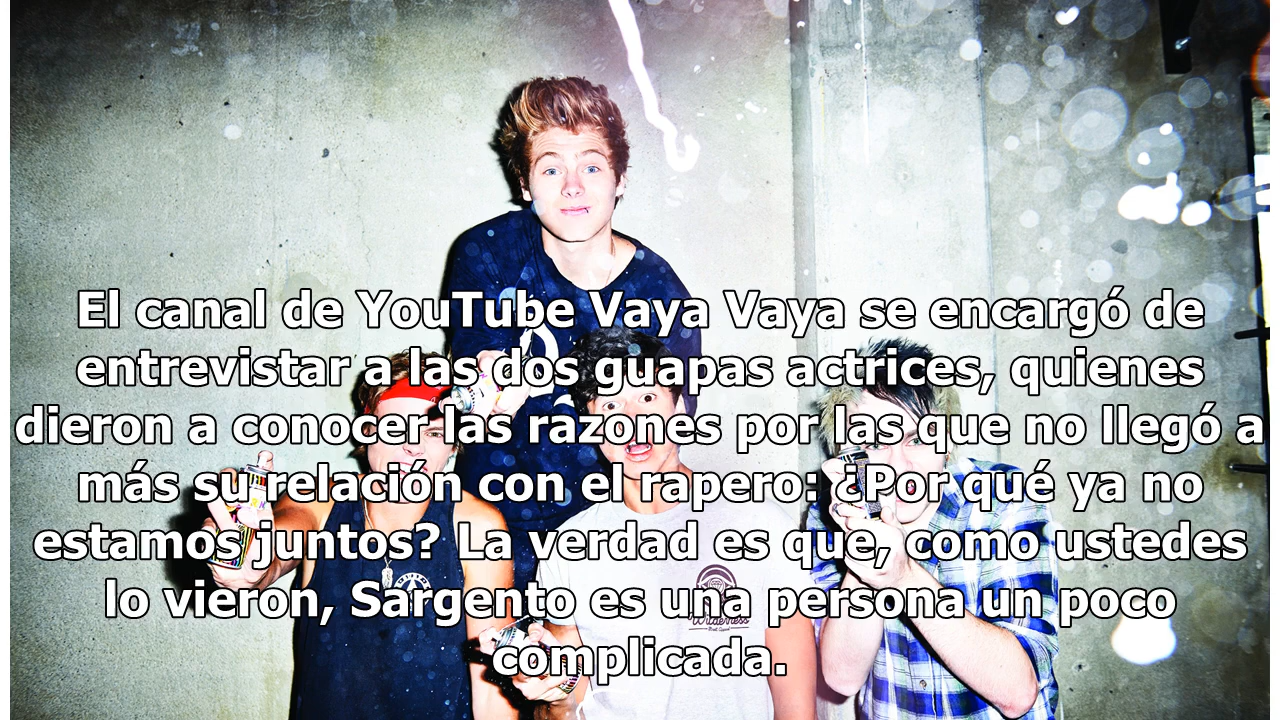 El canal de YouTube Vaya Vaya se encargó de
entrevistar a las dos guapas actrices, quienes
dieron a conocer las razones por las que no llegó a
más su relación con el rapero: ¿Por qué ya no
estamos juntos? La verdad es que, como ustedes
lo vieron, Sargento es una persona un poco
complicada.
Wilderness